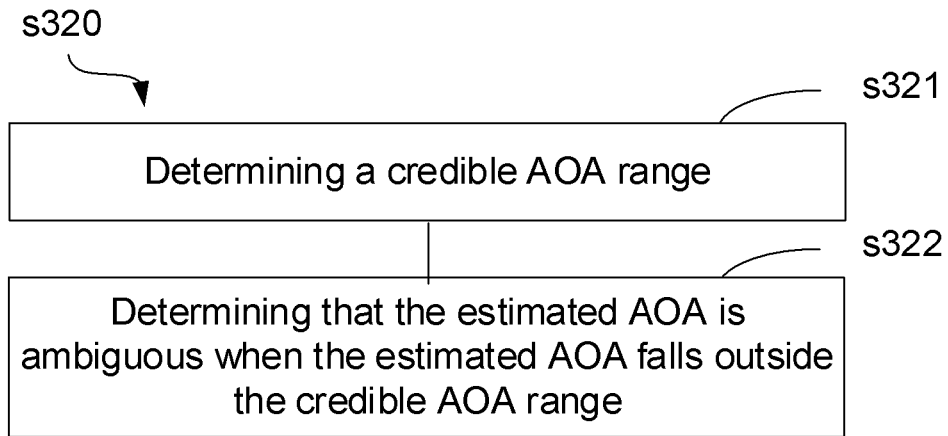 s320
s321
Determining a credible AOA range
s322
Determining that the estimated AOA is
ambiguous when the estimated AOA falls outside
the credible AOA range